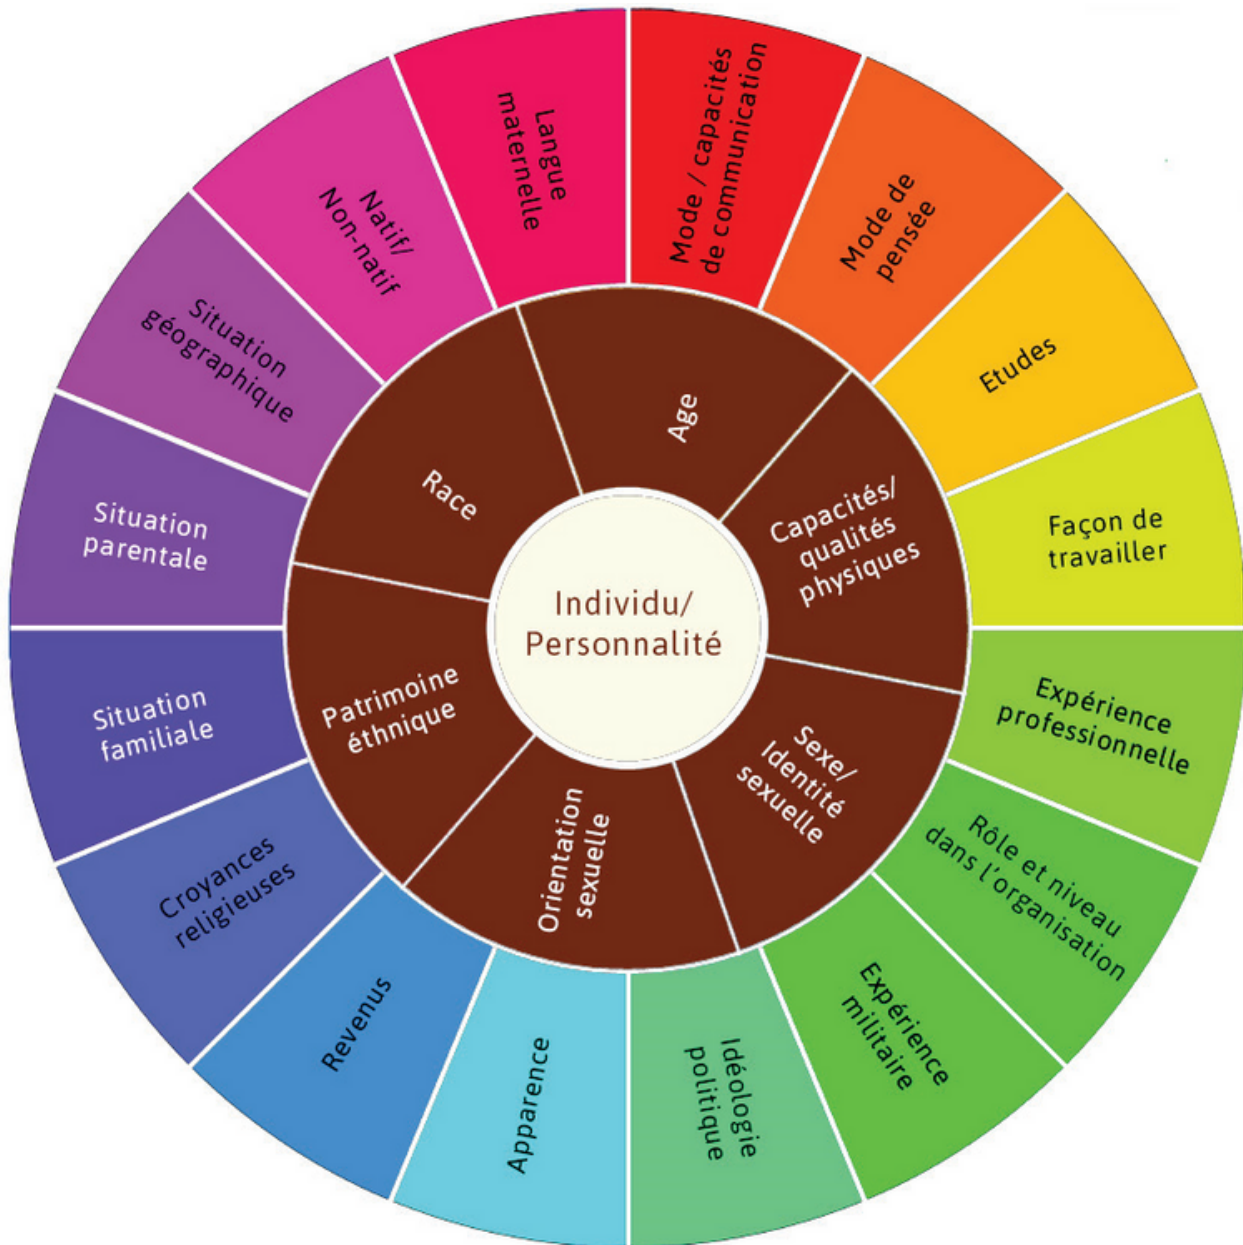 Mode / capacités
de communication
Mode de
pensée
Etudes
Façon de
travailler
Expérience
professionnelle
Rôle et niveau
dans l'organisation
Expérience
militaire
Idéologie
politique
Apparence
Revenus
Croyances
religieuses
Situation
familiale
Situation
parentale
Situation
géographique
Natif/
Non-natif
Langue
maternelle
Age
Capacités/
qualités
physiques
Sexe/
Identité
sexuelle
Orientation
sexuelle
Patrimoine
éthnique
Race
Individu/
Personnalité